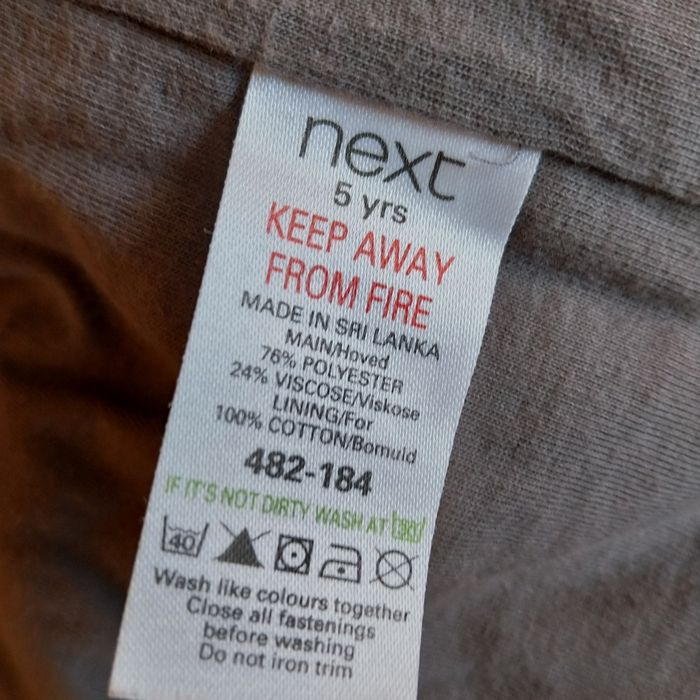 next
5 yrs
KEEP AWAY
FROM FIRE
MADE IN SRI LANKA
MAIN/Hoved
76% POLYESTER
24% VISCOSE/Viskose
LINING/For
100% COTTON/Bomuld
482-184
IF IT'S NOT DIRTY WASH AT 30
40
Wash like colours together
Close all fastenings
before washing
Do not iron trim